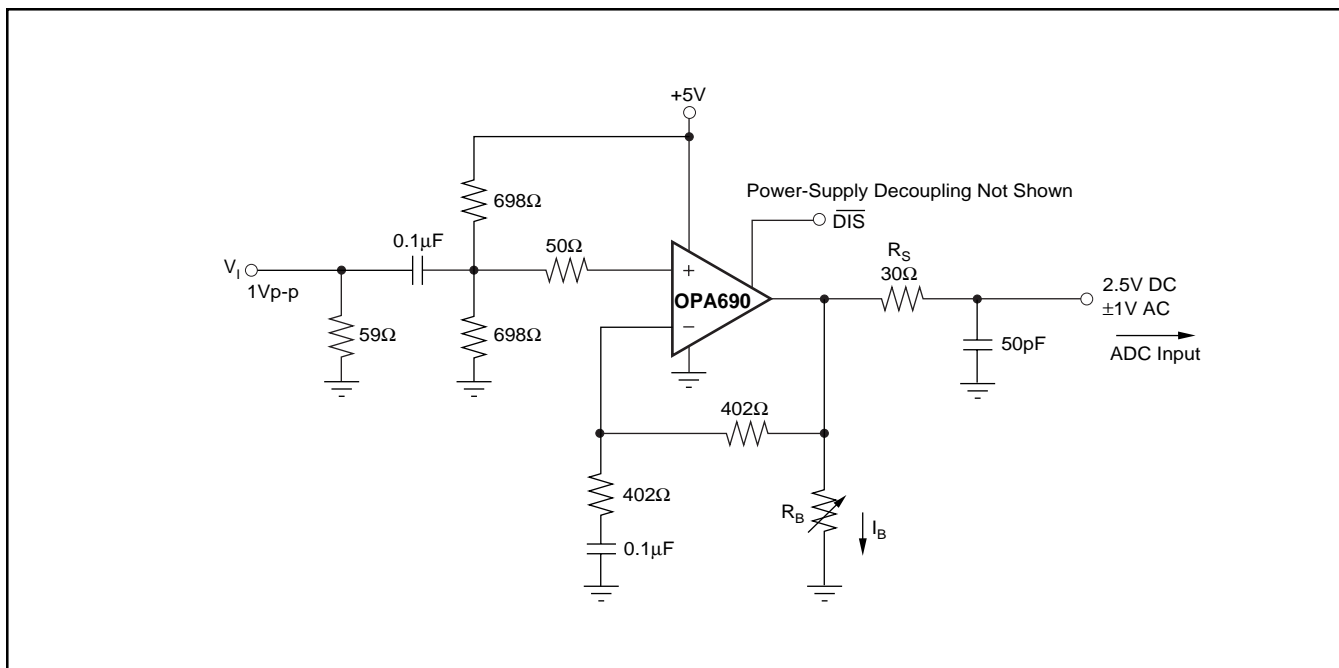 +5V
Power-Supply Decoupling Not Shown
698Ω
DIS
0.1µF
50Ω
R_S
30Ω
V_I
1Vp-p
+
OPA690
−
2.5V DC
±1V AC
ADC Input
59Ω
698Ω
50pF
402Ω
402Ω
R_B
I_B
0.1µF